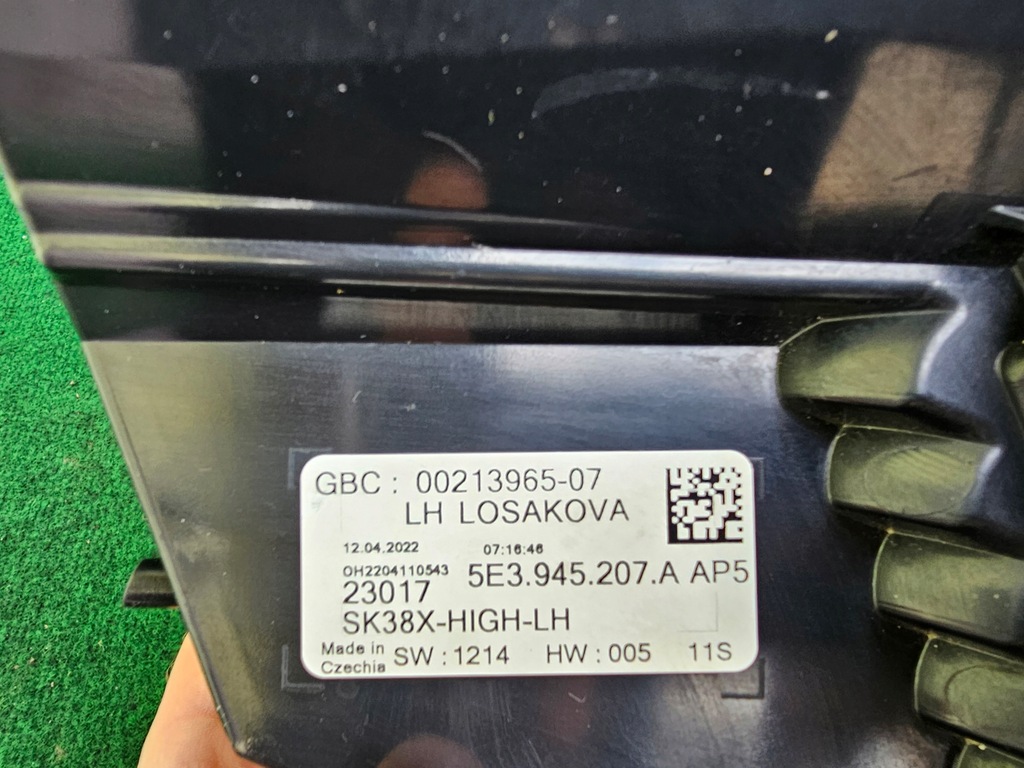 GBC : 00213965-07
LH LOSAKOVA
12.04.2022 07:16:46
OH2204110543 5E3.945.207.A AP5
23017
SK38X-HIGH-LH
Made in Czechia SW : 1214 HW : 005 11S